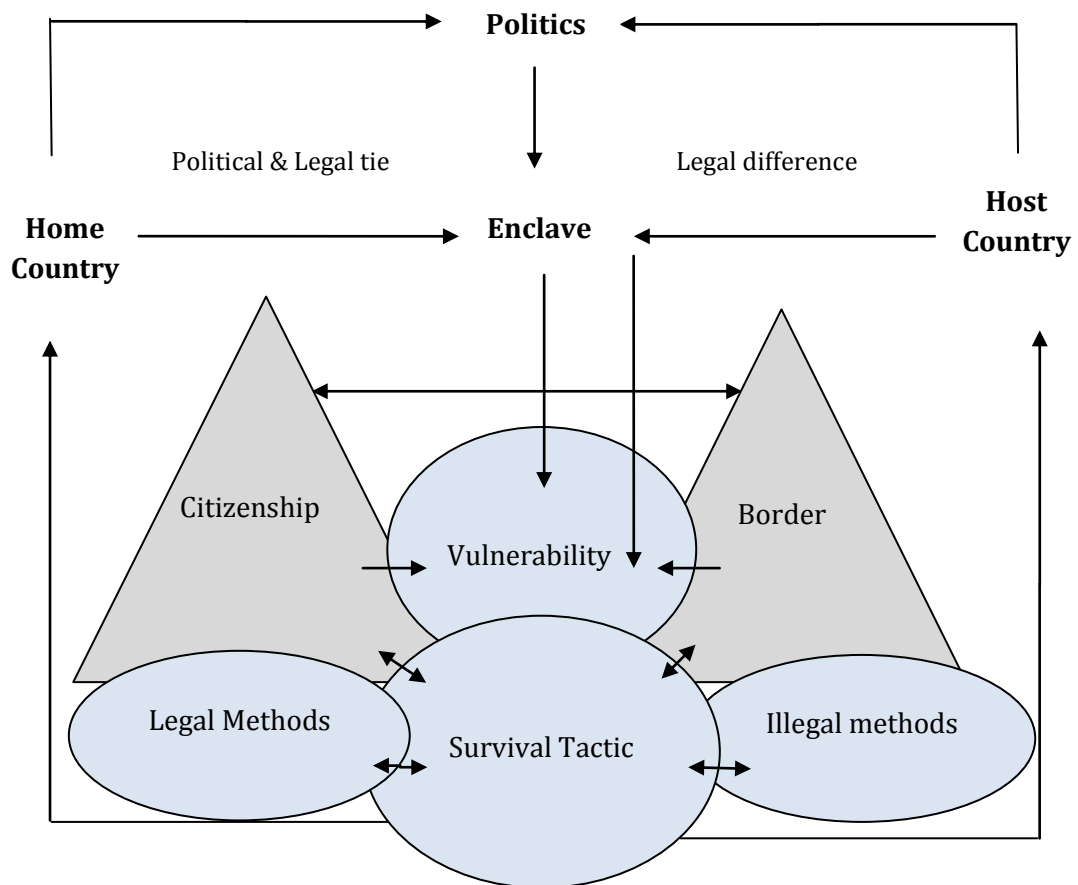 Politics
Political & Legal tie
Legal difference
Home
Country
Enclave
Host
Country
Citizenship
Border
Vulnerability
Legal Methods
Survival Tactic
Illegal methods